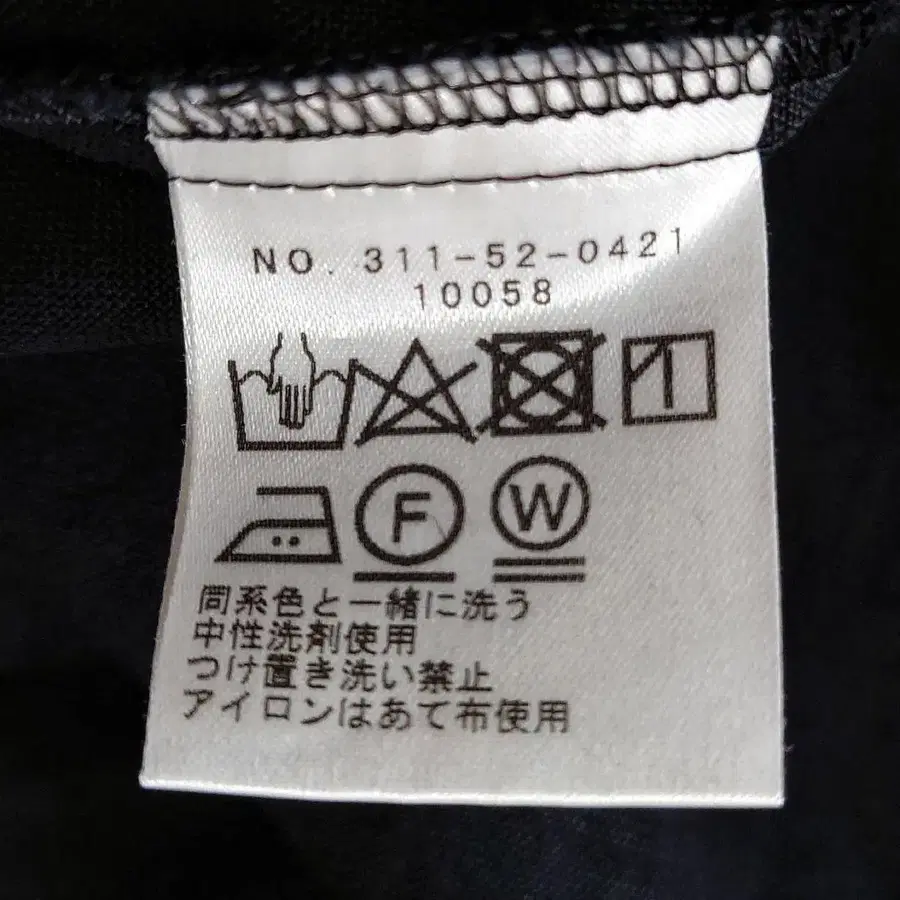 NO. 311-52-0421
10058
F W
同系色と一緒に洗う
中性洗剤使用
つけ置き洗い禁止
アイロンはあて布使用